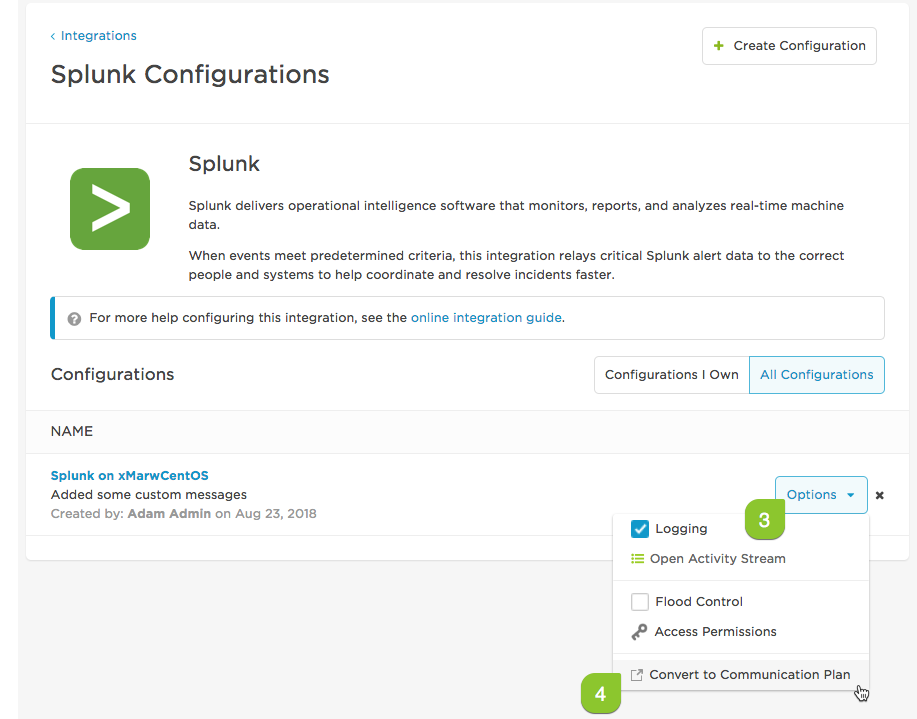 ‹ Integrations
+ Create Configuration
Splunk Configurations
Splunk
Splunk delivers operational intelligence software that monitors, reports, and analyzes real-time machine
data.
When events meet predetermined criteria, this integration relays critical Splunk alert data to the correct
people and systems to help coordinate and resolve incidents faster.
? For more help configuring this integration, see the online integration guide.
Configurations
Configurations I Own
All Configurations
NAME
Splunk on xMarwCentOS
Added some custom messages
Created by: Adam Admin on Aug 23, 2018
Options
3
Logging
Open Activity Stream
Flood Control
Access Permissions
Convert to Communication Plan
4